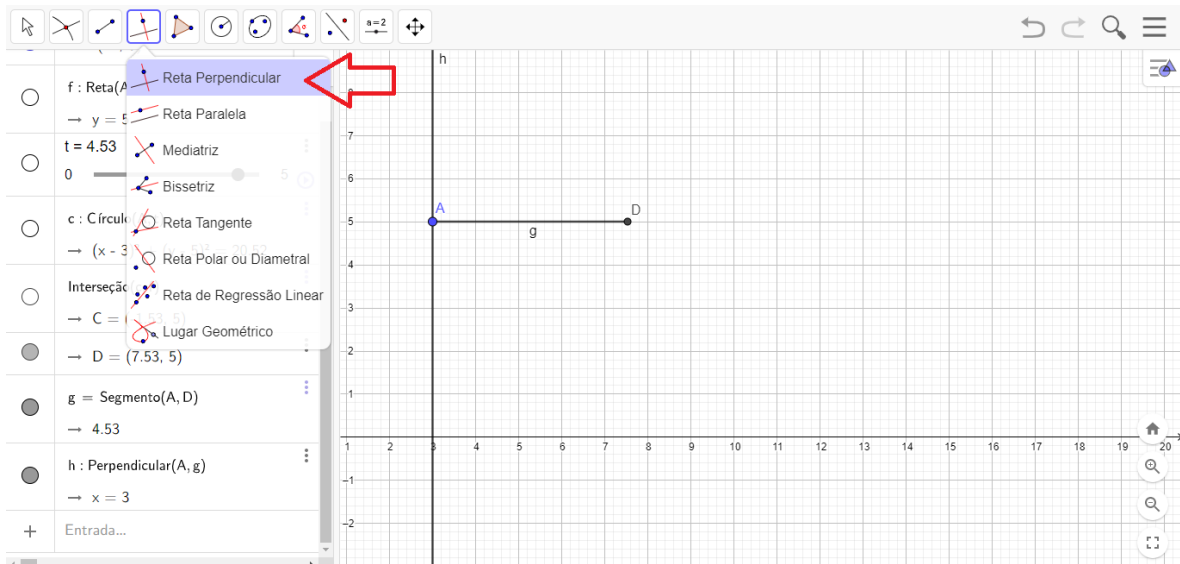 a = 2
f : Reta(A
→ y = 5
t = 4.53
0
5
c : Círculo(
→ (x - 3
Interseção(
→ C = (
→ D = (7.53, 5)
g = Segmento(A, D)
→ 4.53
h : Perpendicular(A, g)
→ x = 3
+ Entrada...
Reta Perpendicular
Reta Paralela
Mediatriz
Bissetriz
Reta Tangente
Reta Polar ou Diametral
Reta de Regressão Linear
Lugar Geométrico
h
7
6
5
4
3
2
1
A
D
g
1 2 3 4 5 6 7 8 9 10 11 12 13 14 15 16 17 18 19 20
-1
-2